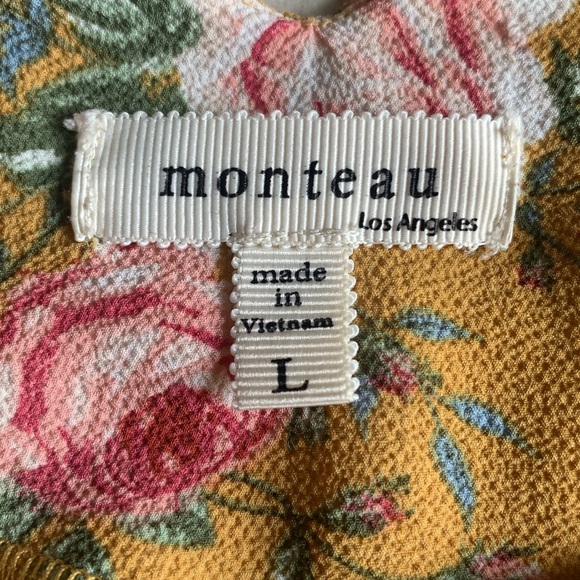 monteau
Los Angeles
made
in
Vietnam
L